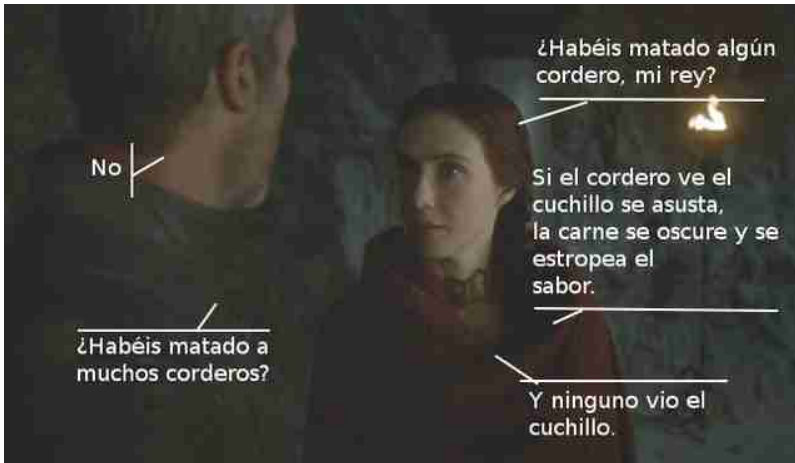 ¿Habéis matado algún
cordero, mi rey?
No
Si el cordero ve el
cuchillo se asusta,
la carne se oscure y se
estropea el
sabor.
¿Habéis matado a
muchos corderos?
Y ninguno vio el
cuchillo.